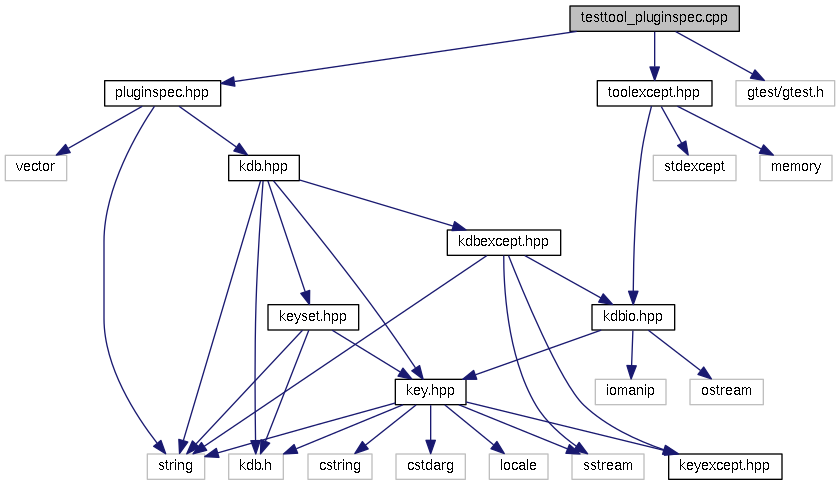 testtool_pluginspec.cpp
pluginspec.hpp
toolexcept.hpp
gtest/gtest.h
vector
kdb.hpp
stdexcept
memory
kdbexcept.hpp
keyset.hpp
kdbio.hpp
key.hpp
iomanip
ostream
string
kdb.h
cstring
cstdarg
locale
sstream
keyexcept.hpp